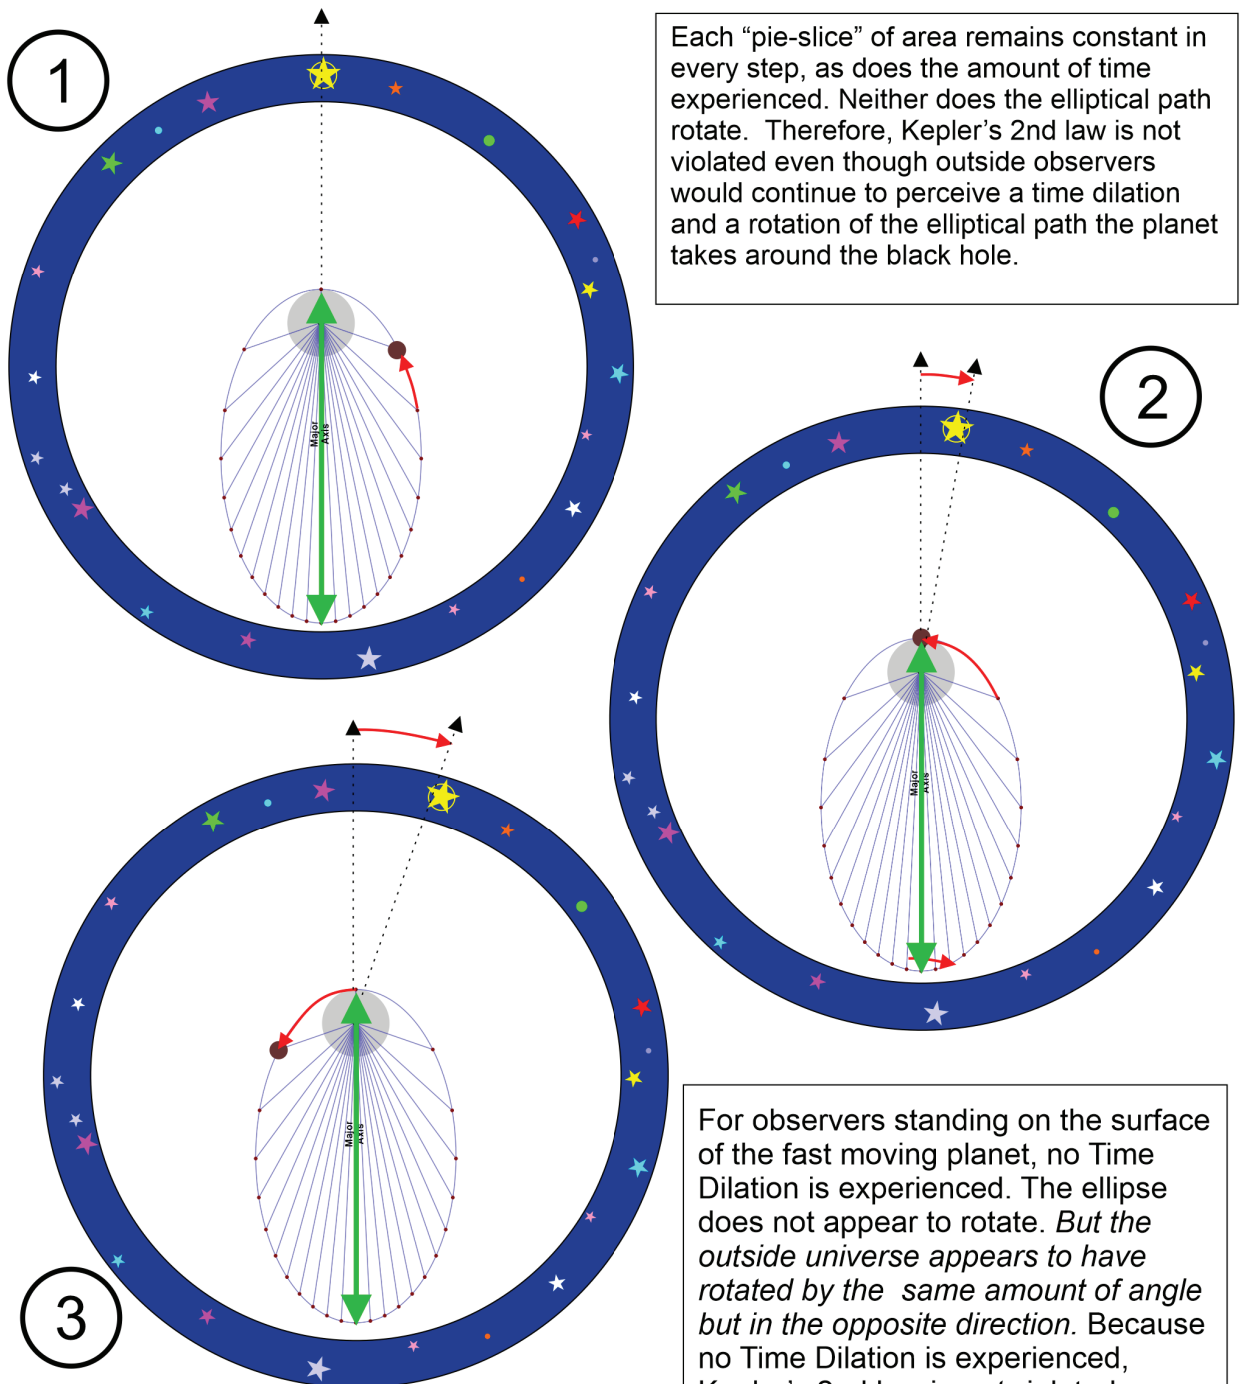 1
Each “pie-slice” of area remains constant in
every step, as does the amount of time
experienced. Neither does the elliptical path
rotate.  Therefore, Kepler’s 2nd law is not
violated even though outside observers
would continue to perceive a time dilation
and a rotation of the elliptical path the planet
takes around the black hole.
Major
Axis
2
Major
Axis
3
Major
Axis
For observers standing on the surface
of the fast moving planet, no Time
Dilation is experienced. The ellipse
does not appear to rotate. But the
outside universe appears to have
rotated by the  same amount of angle
but in the opposite direction. Because
no Time Dilation is experienced,